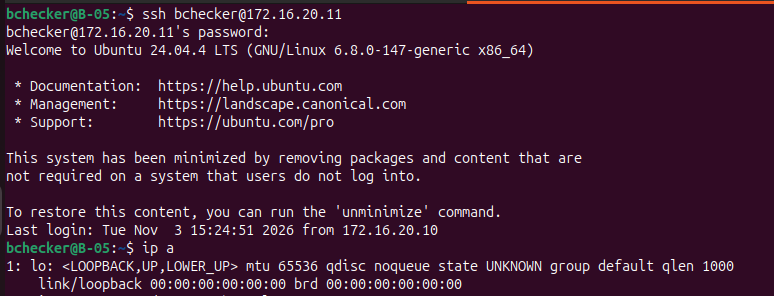 bchecker@B-05:~$ ssh bchecker@172.16.20.11
bchecker@172.16.20.11's password:
Welcome to Ubuntu 24.04.4 LTS (GNU/Linux 6.8.0-147-generic x86_64)

 * Documentation:  https://help.ubuntu.com
 * Management:     https://landscape.canonical.com
 * Support:        https://ubuntu.com/pro

This system has been minimized by removing packages and content that are
not required on a system that users do not log into.

To restore this content, you can run the 'unminimize' command.
Last login: Tue Nov  3 15:24:51 2026 from 172.16.20.10
bchecker@B-05:~$ ip a
1: lo: <LOOPBACK,UP,LOWER_UP> mtu 65536 qdisc noqueue state UNKNOWN group default qlen 1000
    link/loopback 00:00:00:00:00:00 brd 00:00:00:00:00:00